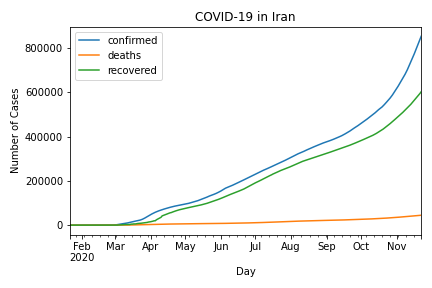 COVID-19 in Iran
confirmed
deaths
recovered
Number of Cases
800000
600000
400000
200000
0
Feb Mar Apr May Jun Jul Aug Sep Oct Nov
2020
Day